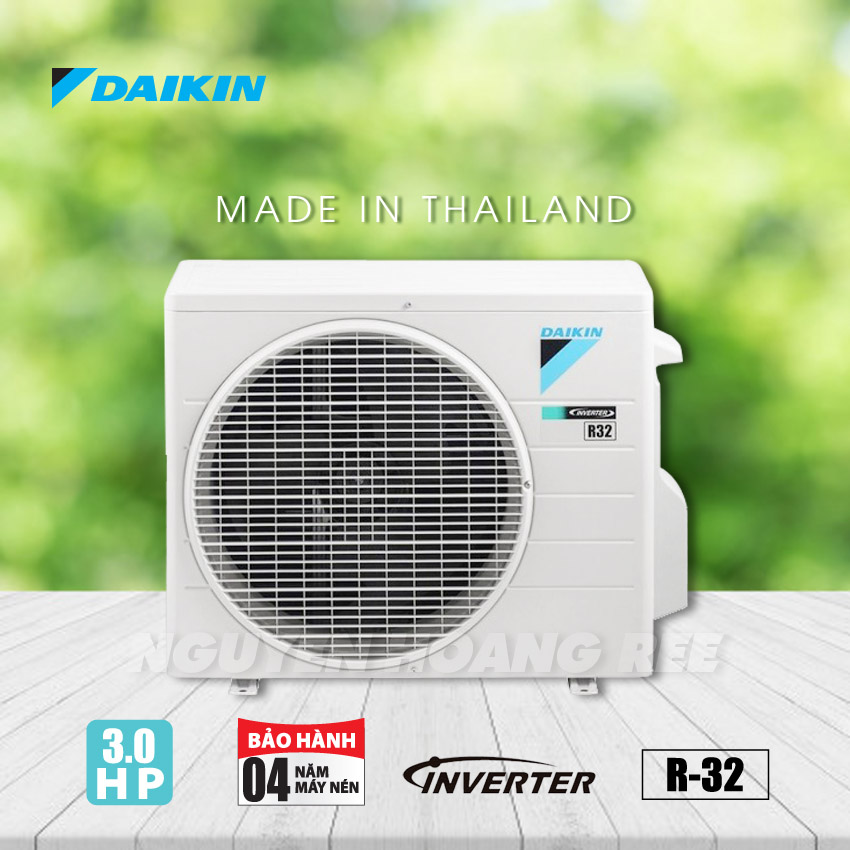 DAIKIN
MADE IN THAILAND
DAIKIN
INVERTER
R32
NGUYEN HOANG REE
3.0
HP
BẢO HÀNH
04 NĂM
MÁY NÉN
INVERTER
R-32